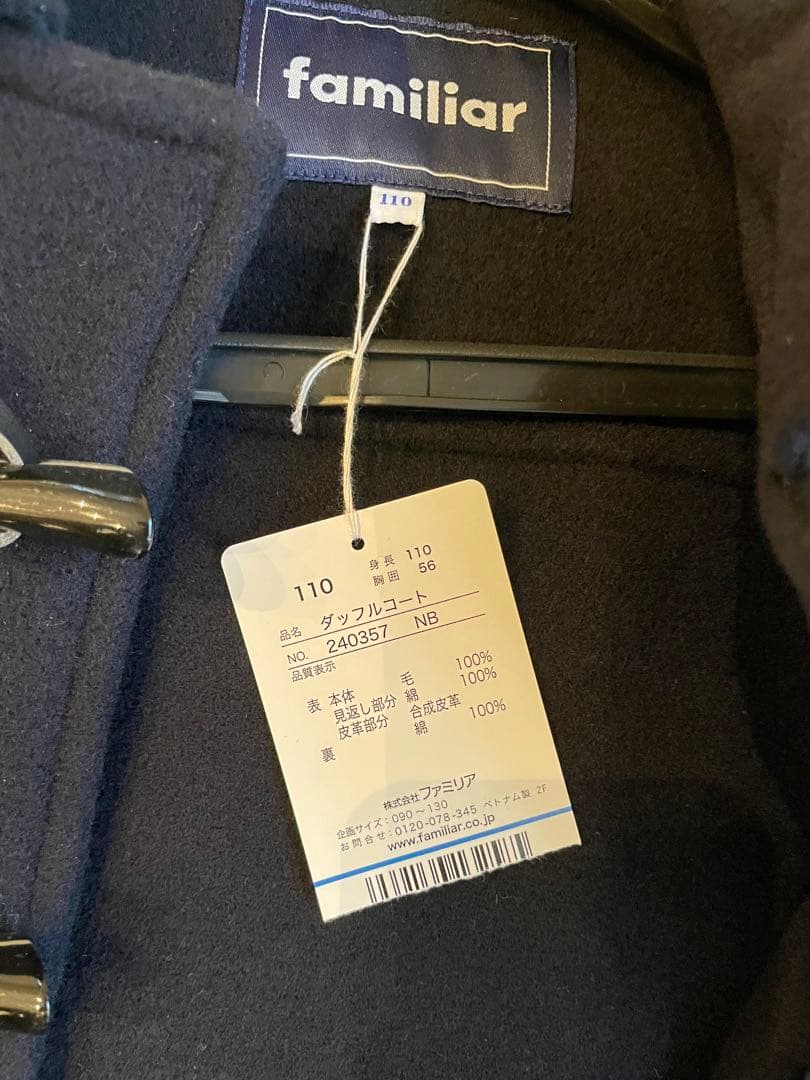 familiar
110
110 身長 110
胸囲 56
品名 ダッフルコート
NO. 240357 NB
品質表示
表 本体 毛 100%
見返し部分 綿 100%
皮革部分 合成皮革
裏 綿 100%
株式会社ファミリア
企画サイズ:090～130
お問合せ:0120-078-345 ベトナム製 2F
www.familiar.co.jp